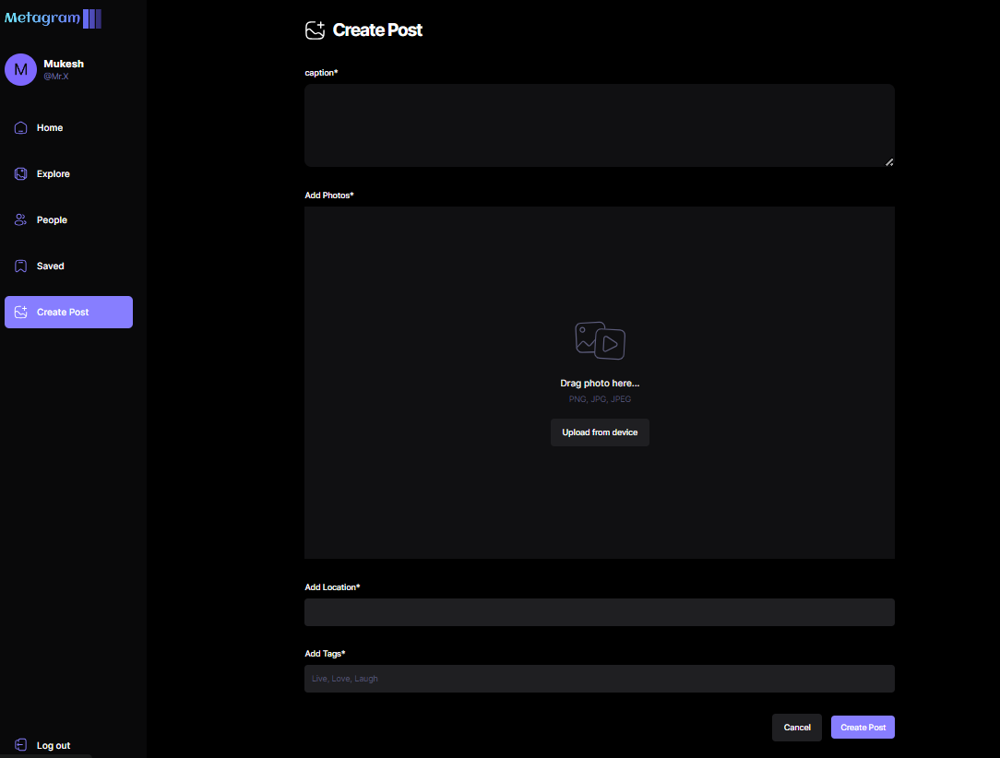 Metagram
M
Mukesh
@Mr.X
Home
Explore
People
Saved
Create Post
Log out
Create Post
caption*
Add Photos*
Drag photo here...
PNG, JPG, JPEG
Upload from device
Add Location*
Add Tags*
Live, Love, Laugh
Cancel
Create Post